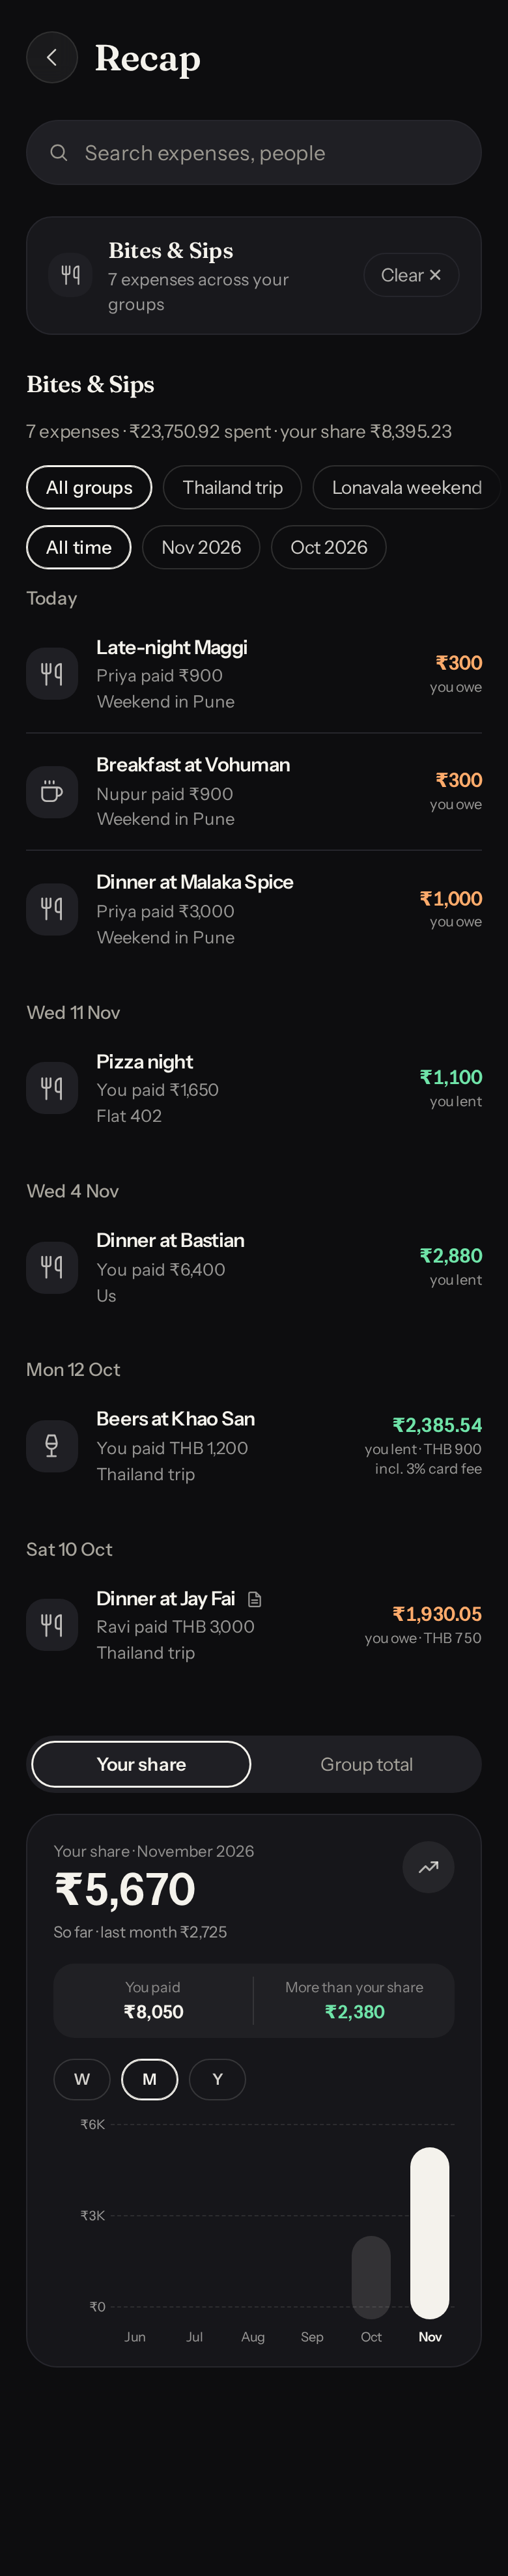 Recap
Search expenses, people
Bites & Sips
7 expenses across your
groups
Clear ✕
Bites & Sips
7 expenses · ₹23,750.92 spent · your share ₹8,395.23
All groups
Thailand trip
Lonavala weekend
All time
Nov 2026
Oct 2026
Today
Late-night Maggi
Priya paid ₹900
Weekend in Pune
₹300
you owe
Breakfast at Vohuman
Nupur paid ₹900
Weekend in Pune
₹300
you owe
Dinner at Malaka Spice
Priya paid ₹3,000
Weekend in Pune
₹1,000
you owe
Wed 11 Nov
Pizza night
You paid ₹1,650
Flat 402
₹1,100
you lent
Wed 4 Nov
Dinner at Bastian
You paid ₹6,400
Us
₹2,880
you lent
Mon 12 Oct
Beers at Khao San
You paid THB 1,200
Thailand trip
₹2,385.54
you lent · THB 900
incl. 3% card fee
Sat 10 Oct
Dinner at Jay Fai
Ravi paid THB 3,000
Thailand trip
₹1,930.05
you owe · THB 750
Your share
Group total
Your share · November 2026
₹5,670
So far · last month ₹2,725
You paid
₹8,050
More than your share
₹2,380
W
M
Y
₹6K
₹3K
₹0
Jun
Jul
Aug
Sep
Oct
Nov